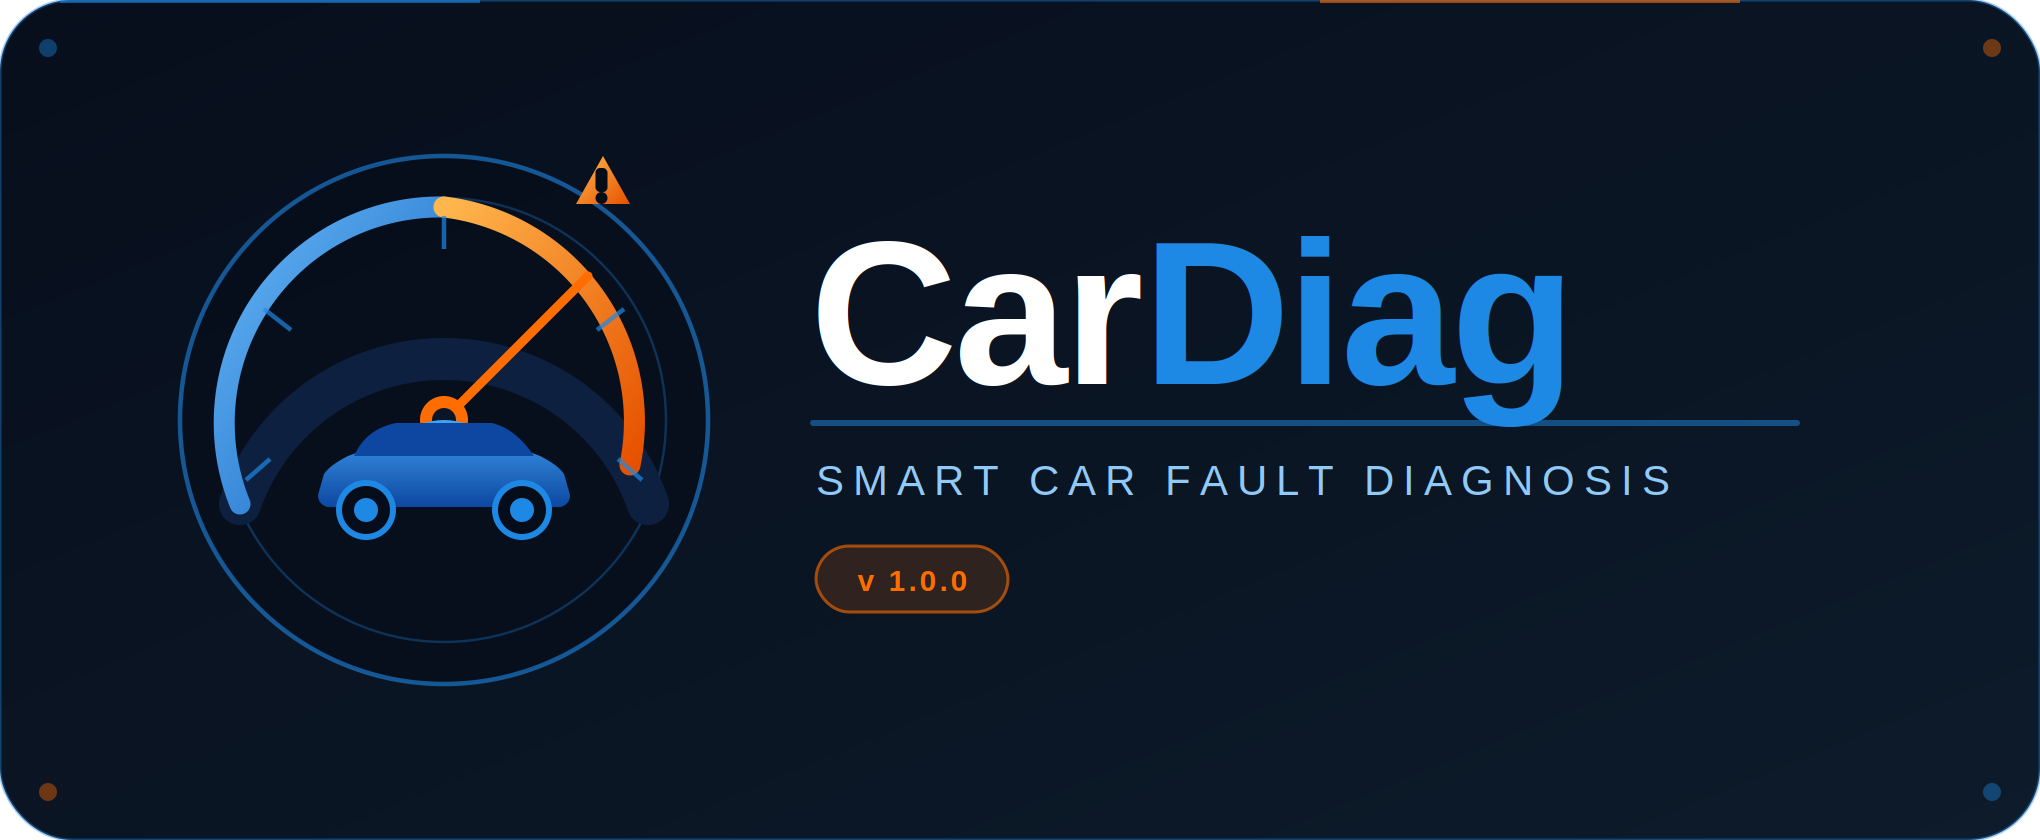 CarDiag
SMART CAR FAULT DIAGNOSIS
v 1.0.0